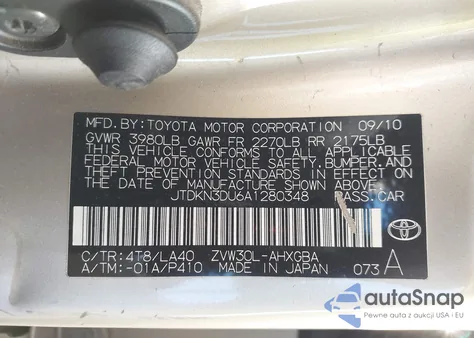 MFD. BY: TOYOTA MOTOR CORPORATION 09/10
GVWR 3980LB GAWR FR 2270LB RR 2175LB
THIS VEHICLE CONFORMS TO ALL APPLICABLE
FEDERAL MOTOR VEHICLE SAFETY, BUMPER, AND
THEFT PREVENTION STANDARDS IN EFFECT ON
THE DATE OF MANUFACTURE SHOWN ABOVE.
JTDKN3DU6A1280348 PASS.CAR
C/TR: 4T8/LA40 ZVW30L-AHXGBA
A/TM: -01A/P410 MADE IN JAPAN 073 A
TOYOTA
autoSnap
Pewne auta z aukcji USA i EU